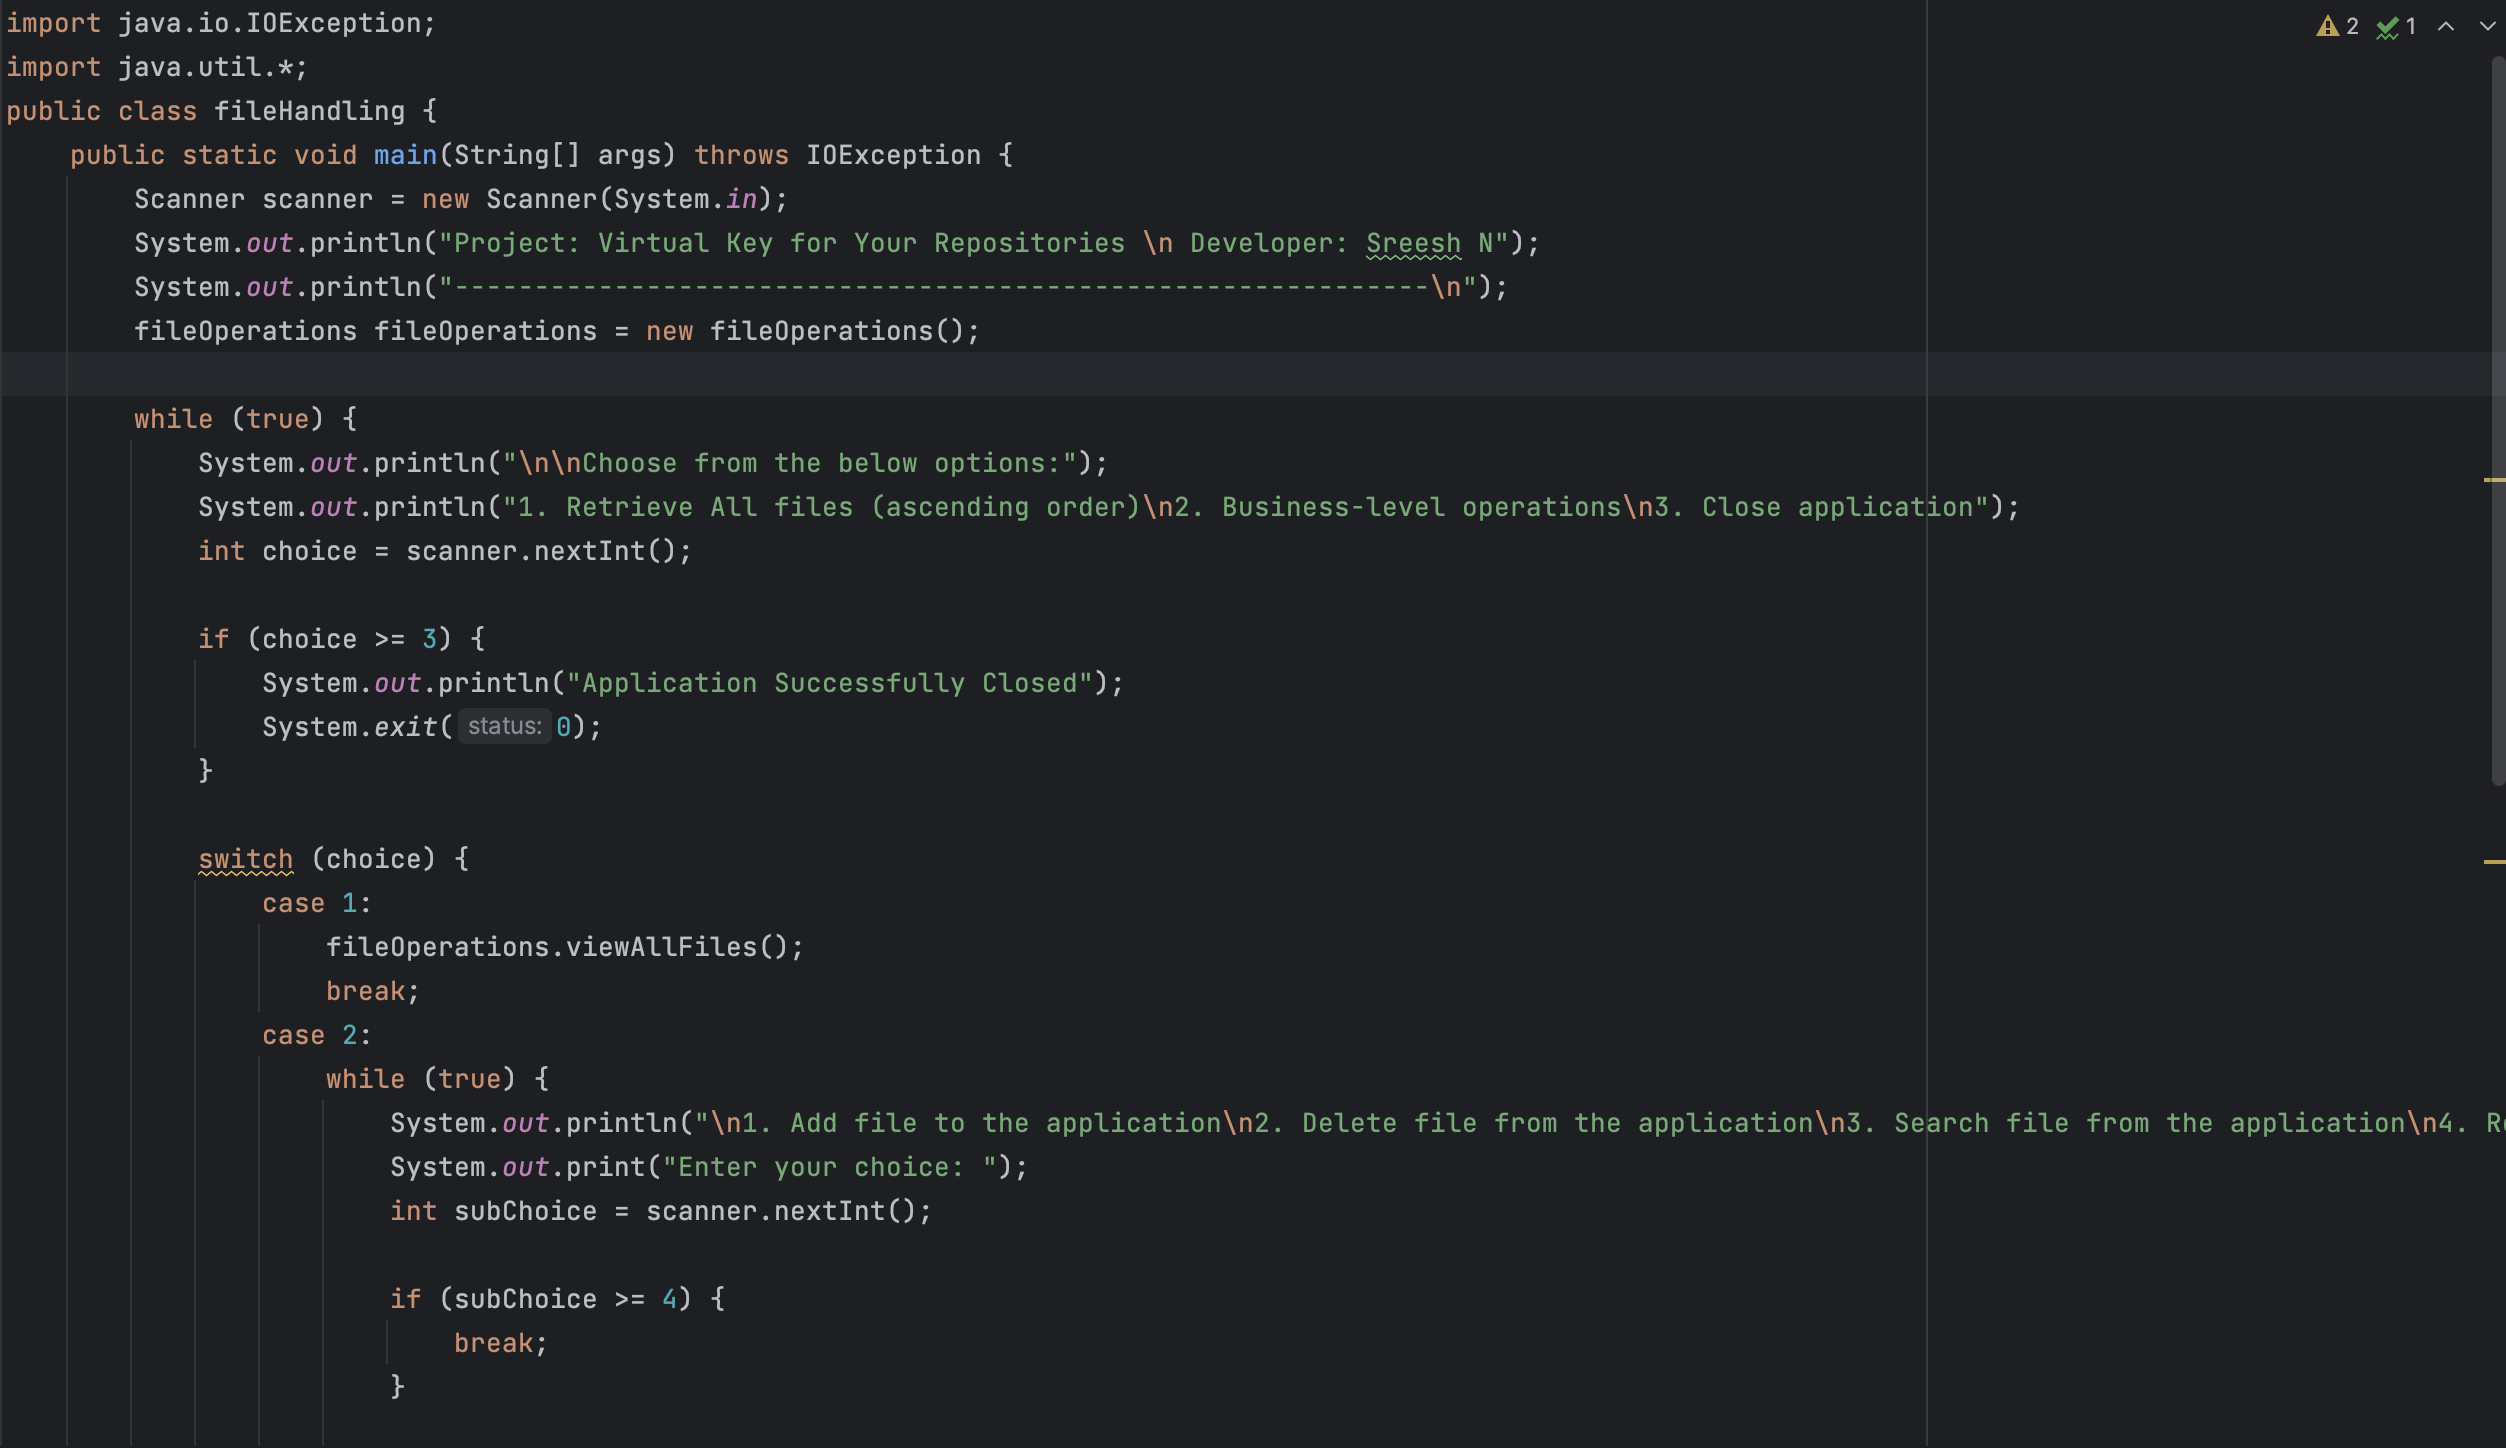 import java.io.IOException;
import java.util.*;
public class fileHandling {
    public static void main(String[] args) throws IOException {
        Scanner scanner = new Scanner(System.in);
        System.out.println("Project: Virtual Key for Your Repositories \n Developer: Sreesh N");
        System.out.println("-------------------------------------------------------------\n");
        fileOperations fileOperations = new fileOperations();
        while (true) {
            System.out.println("\n\nChoose from the below options:");
            System.out.println("1. Retrieve All files (ascending order)\n2. Business-level operations\n3. Close application");
            int choice = scanner.nextInt();
            if (choice >= 3) {
                System.out.println("Application Successfully Closed");
                System.exit( status: 0);
            }
            switch (choice) {
                case 1:
                    fileOperations.viewAllFiles();
                    break;
                case 2:
                    while (true) {
                        System.out.println("\n1. Add file to the application\n2. Delete file from the application\n3. Search file from the application\n4.
                        System.out.print("Enter your choice: ");
                        int subChoice = scanner.nextInt();
                        if (subChoice >= 4) {
                            break;
                        }
2 1